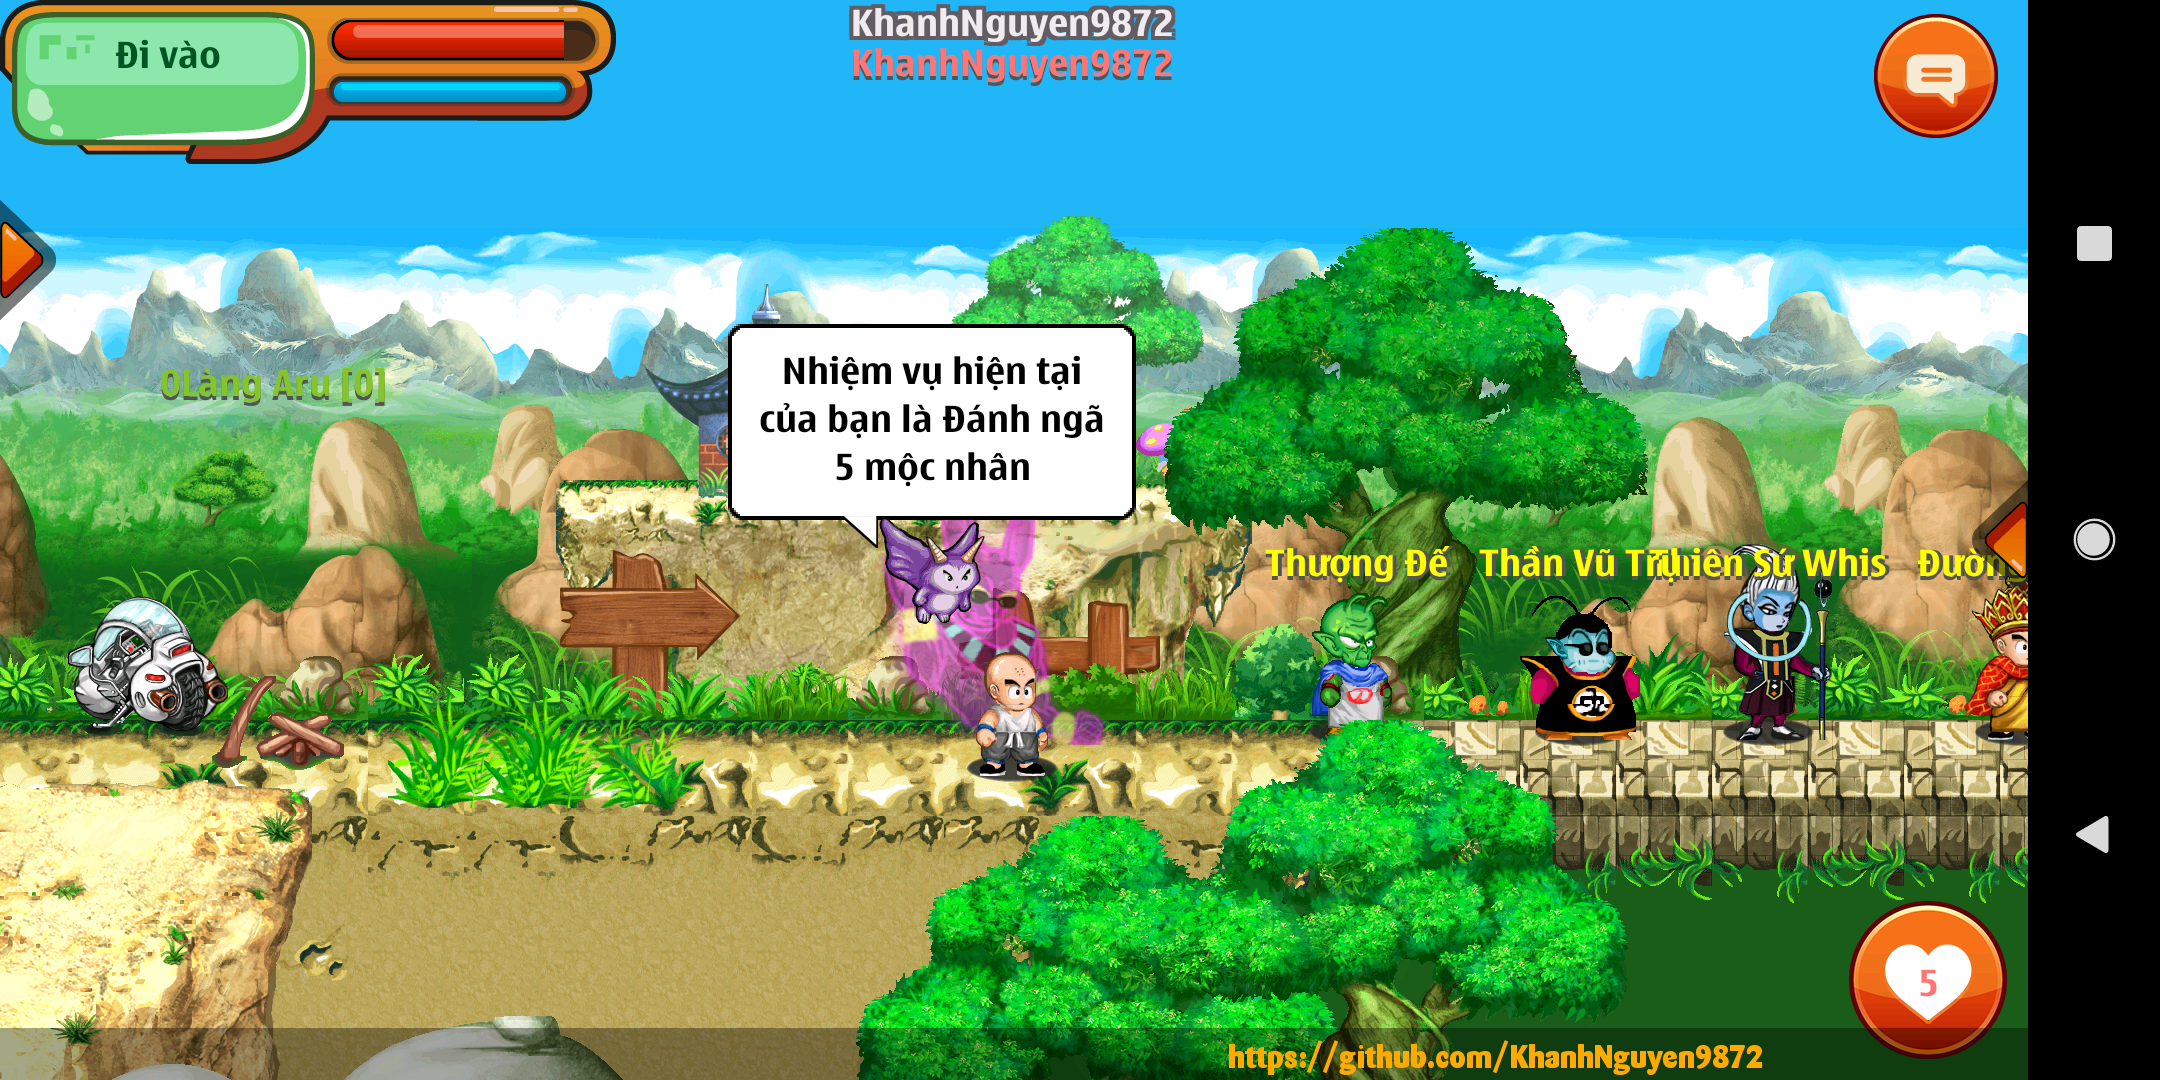 Đi vào
KhanhNguyen9872
KhanhNguyen9872
0Làng Aru [0]
Nhiệm vụ hiện tại
của bạn là Đánh ngã
5 mộc nhân
Thượng Đế
Thần Vũ Trụ
Thiên Sứ Whis
5
https://github.com/KhanhNguyen9872